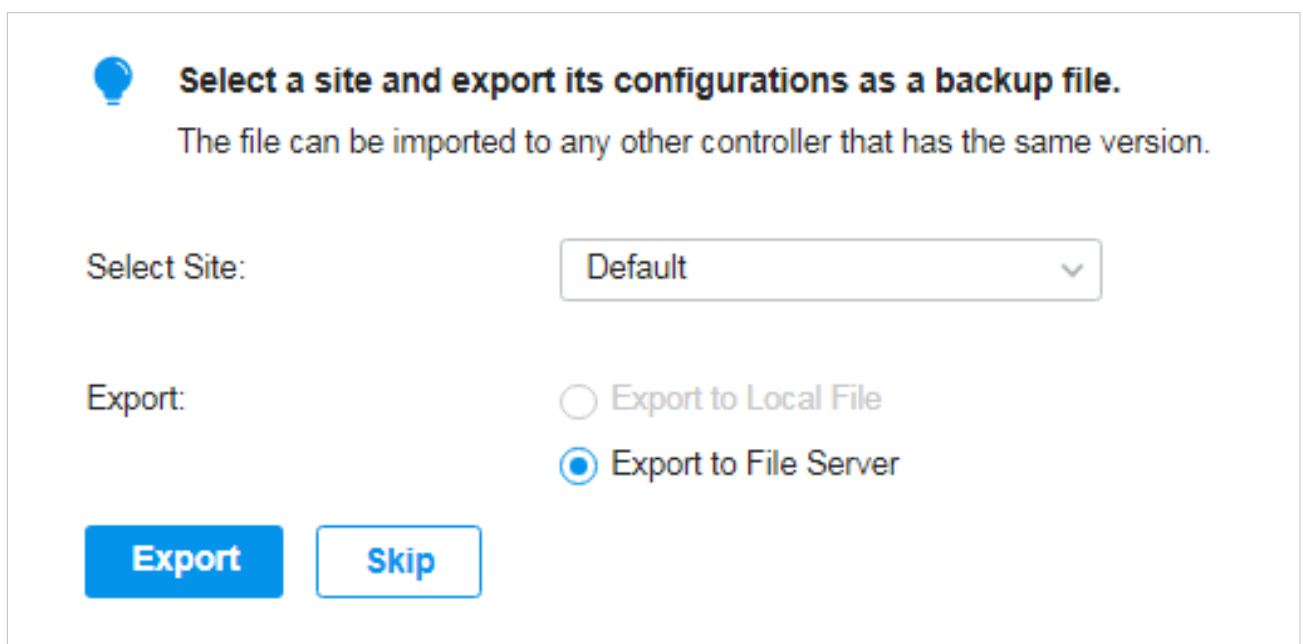 Select a site and export its configurations as a backup file.
The file can be imported to any other controller that has the same version.
Select Site:
Default
Export:
Export to Local File
Export to File Server
Export
Skip